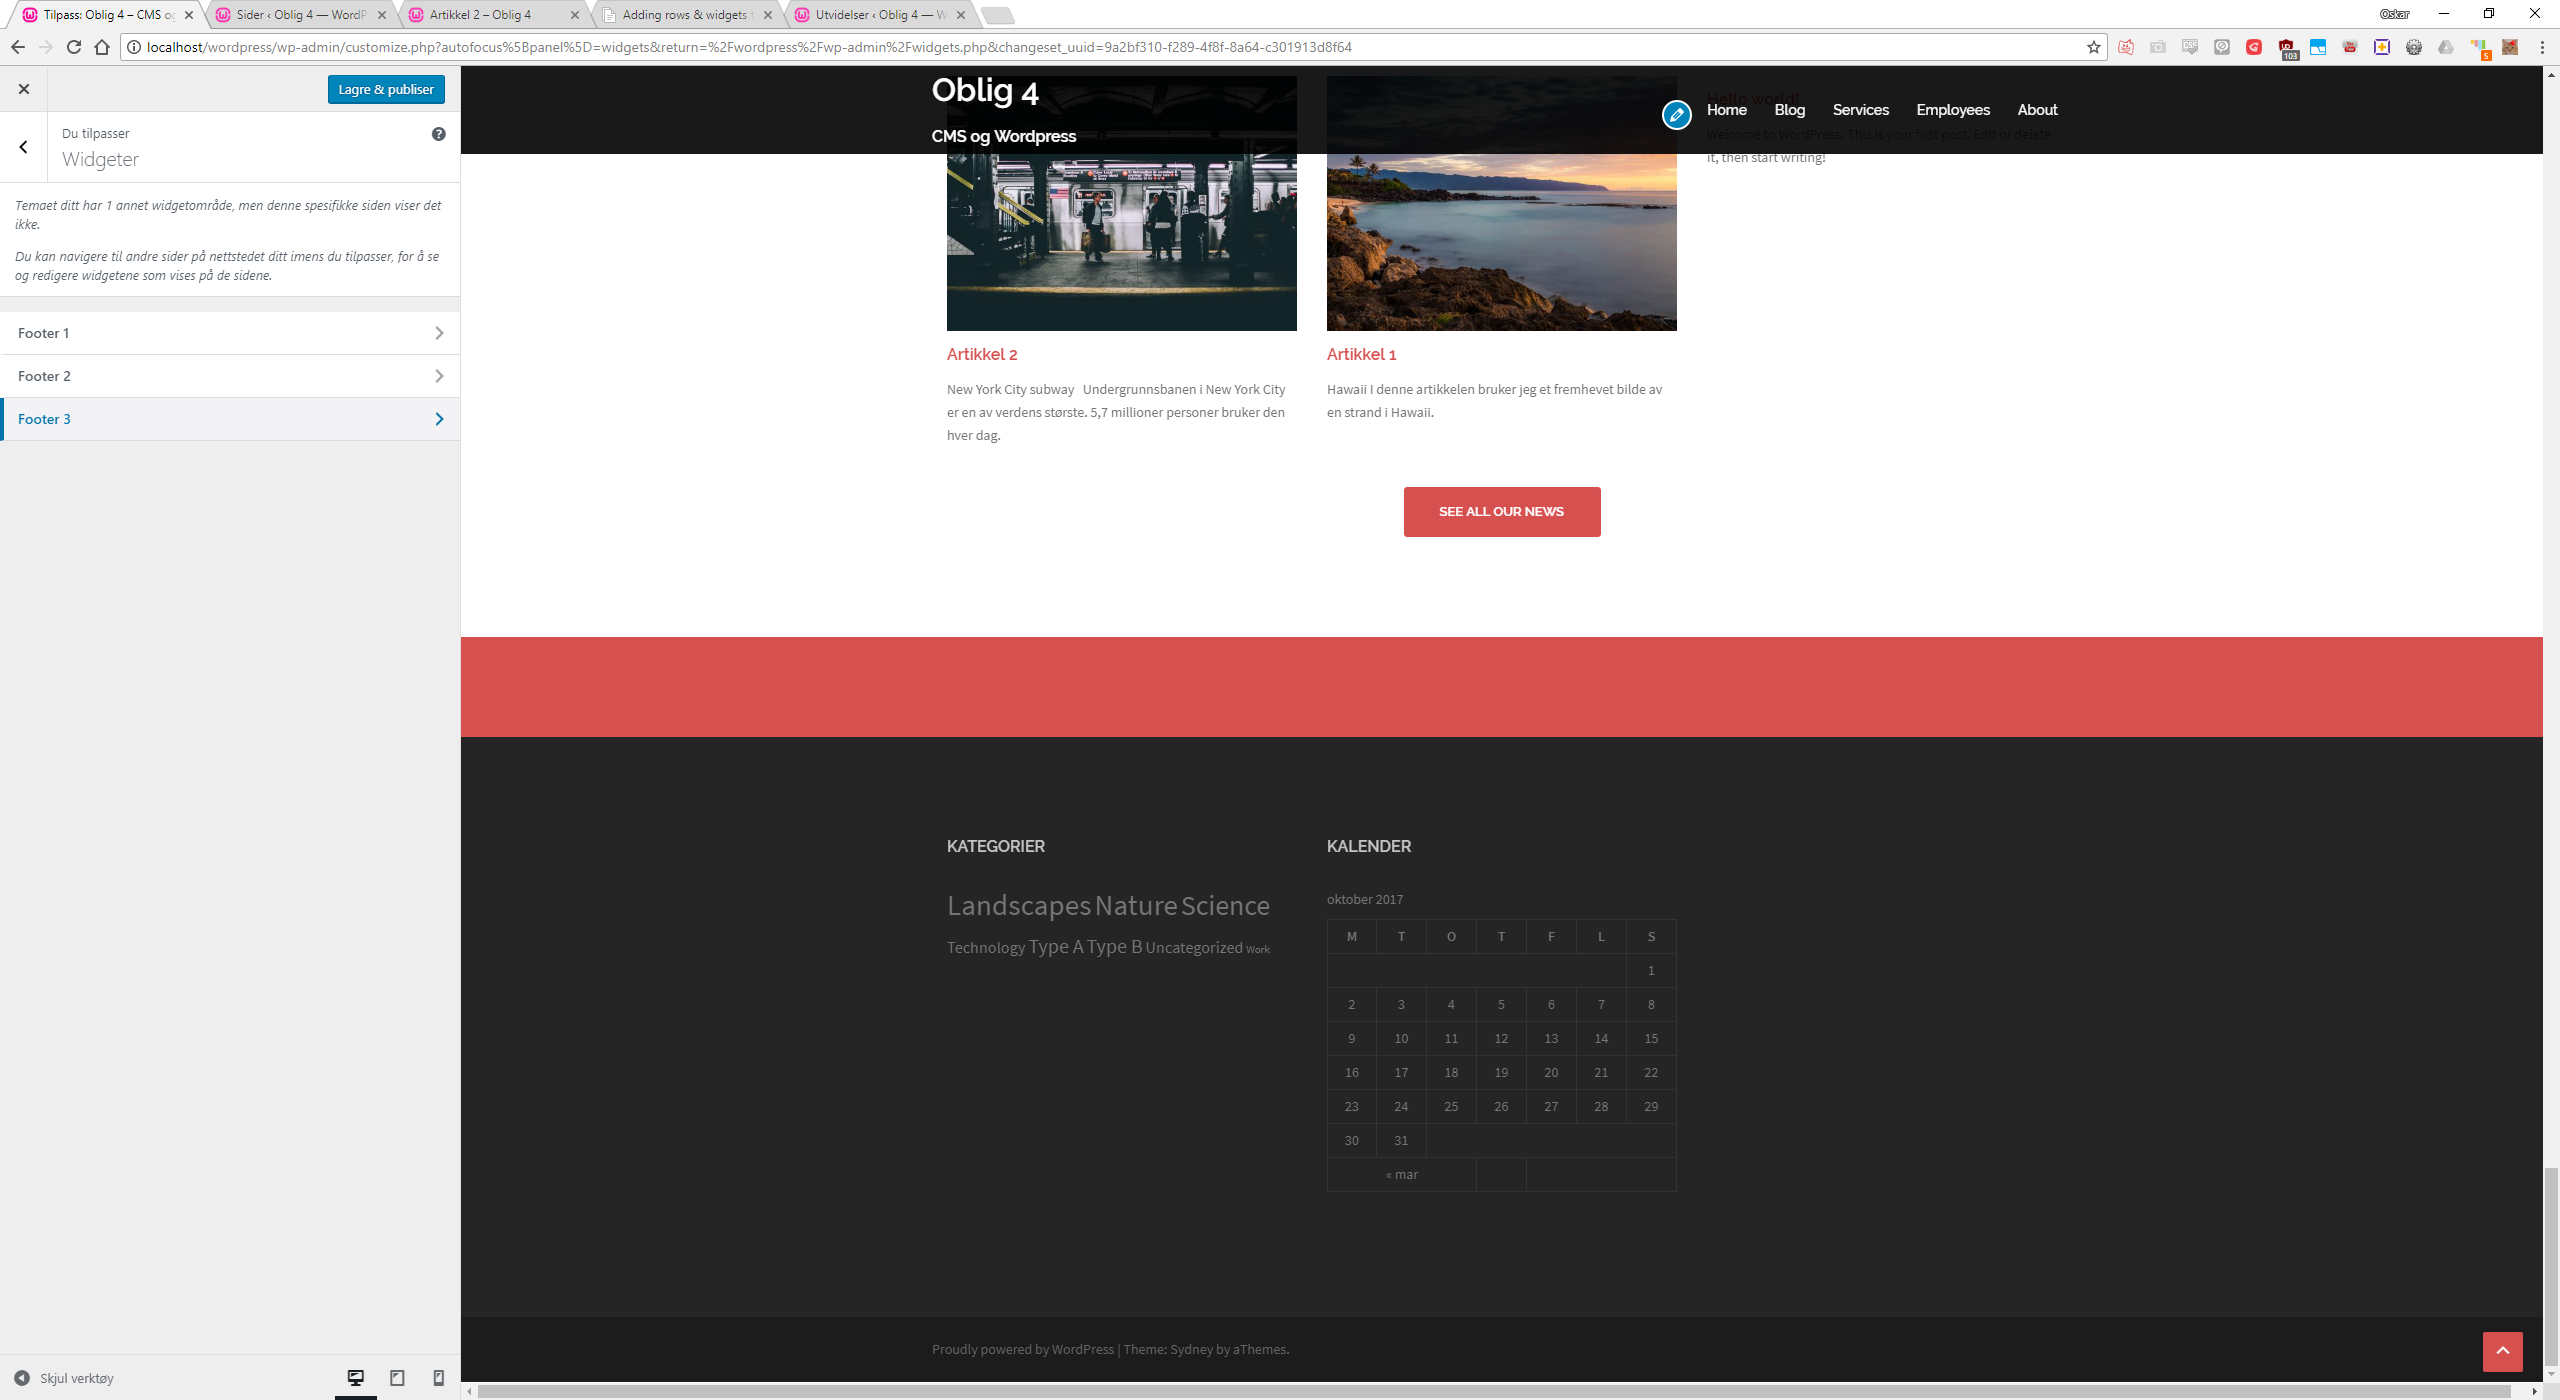 Tilpass: Oblig 4 – CMS og
Sider ‹ Oblig 4 — WordP
Artikkel 2 – Oblig 4
Adding rows & widgets t
Utvidelser ‹ Oblig 4 — W
Oskar
localhost/wordpress/wp-admin/customize.php?autofocus%5Bpanel%5D=widgets&return=%2Fwordpress%2Fwp-admin%2Fwidgets.php&changeset_uuid=9a2bf310-f289-4f8f-8a64-c301913d8f64
103
5
Lagre & publiser
Du tilpasser
Widgeter
Temaet ditt har 1 annet widgetområde, men denne spesifikke siden viser det
ikke.
Du kan navigere til andre sider på nettstedet ditt imens du tilpasser, for å se
og redigere widgetene som vises på de sidene.
Footer 1
Footer 2
Footer 3
Skjul verktøy
Oblig 4
CMS og Wordpress
Home Blog Services Employees About
Hello world!
Welcome to WordPress. This is your first post. Edit or delete
it, then start writing!
Artikkel 2
New York City subway   Undergrunnsbanen i New York City
er en av verdens største. 5,7 millioner personer bruker den
hver dag.
Artikkel 1
Hawaii I denne artikkelen bruker jeg et fremhevet bilde av
en strand i Hawaii.
SEE ALL OUR NEWS
KATEGORIER
Landscapes Nature Science
Technology Type A Type B Uncategorized Work
KALENDER
oktober 2017
M T O T F L S
1
2 3 4 5 6 7 8
9 10 11 12 13 14 15
16 17 18 19 20 21 22
23 24 25 26 27 28 29
30 31
« mar
Proudly powered by WordPress | Theme: Sydney by aThemes.